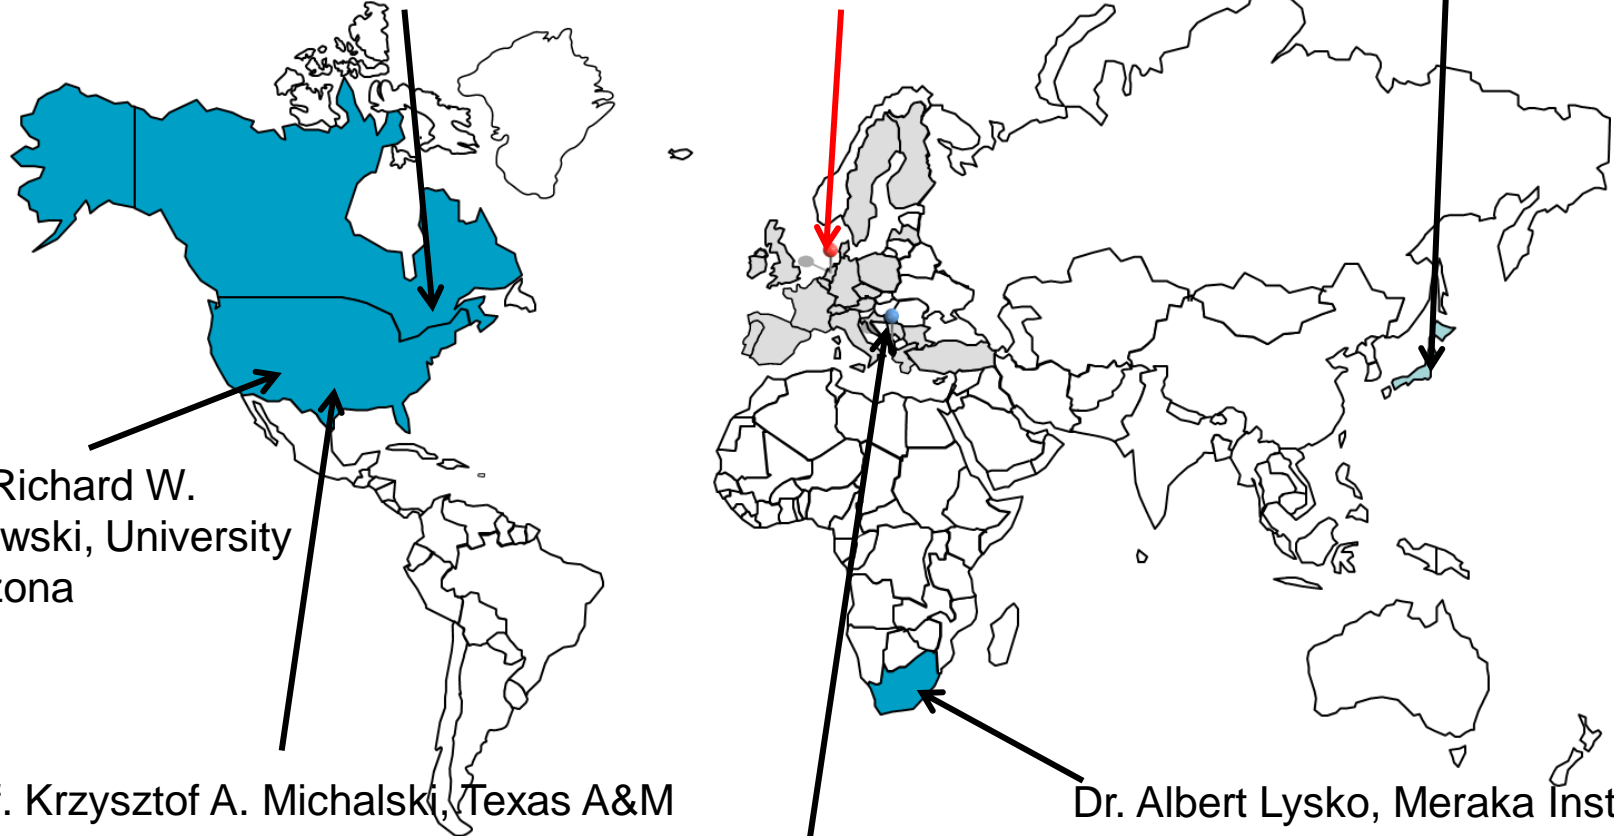 Richard W.
wski, University
zona
f. Krzysztof A. Michalski, Texas A&M
Dr. Albert Lysko, Meraka Inst